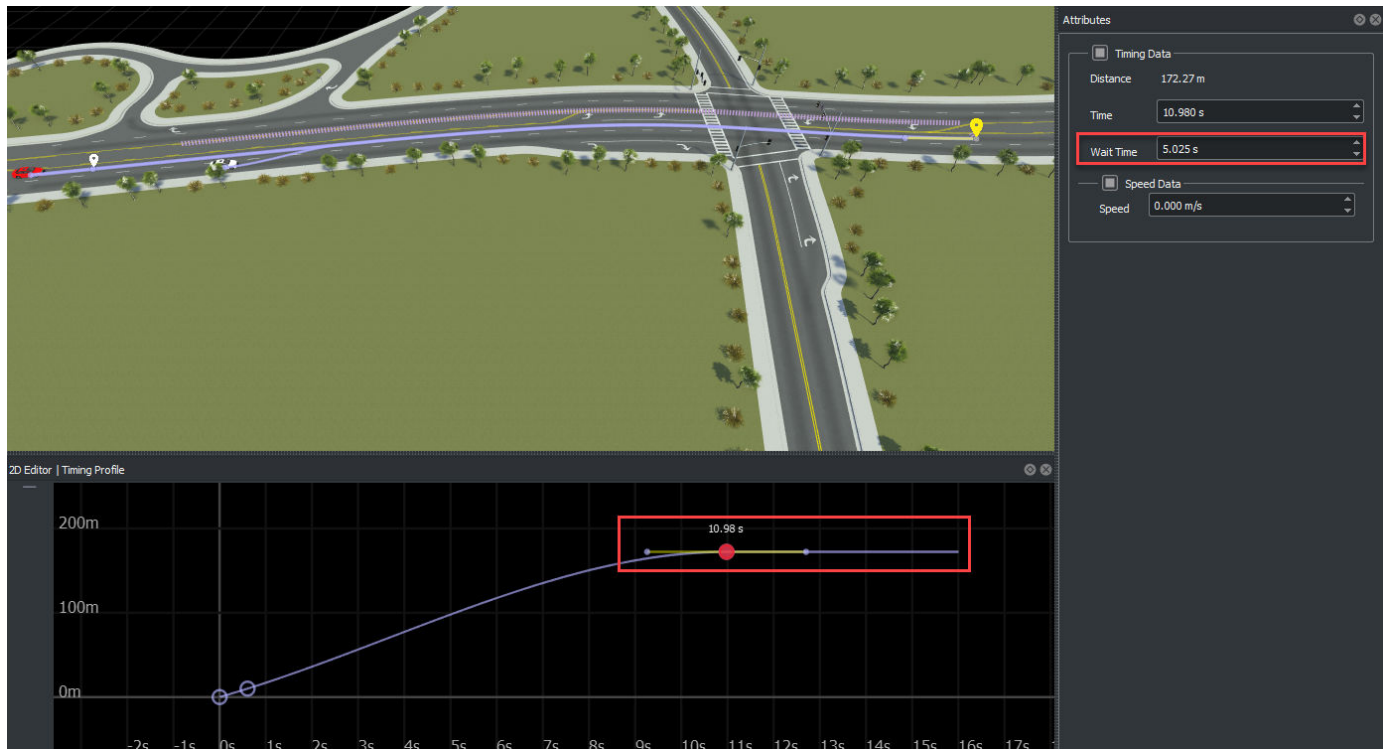 Attributes
Timing Data
Distance 172.27 m
Time 10.980 s
Wait Time 5.025 s
Speed Data
Speed 0.000 m/s
2D Editor | Timing Profile
200m
10.98 s
100m
0m
-2s -1s 0s 1s 2s 3s 4s 5s 6s 7s 8s 9s 10s 11s 12s 13s 14s 15s 16s 17s